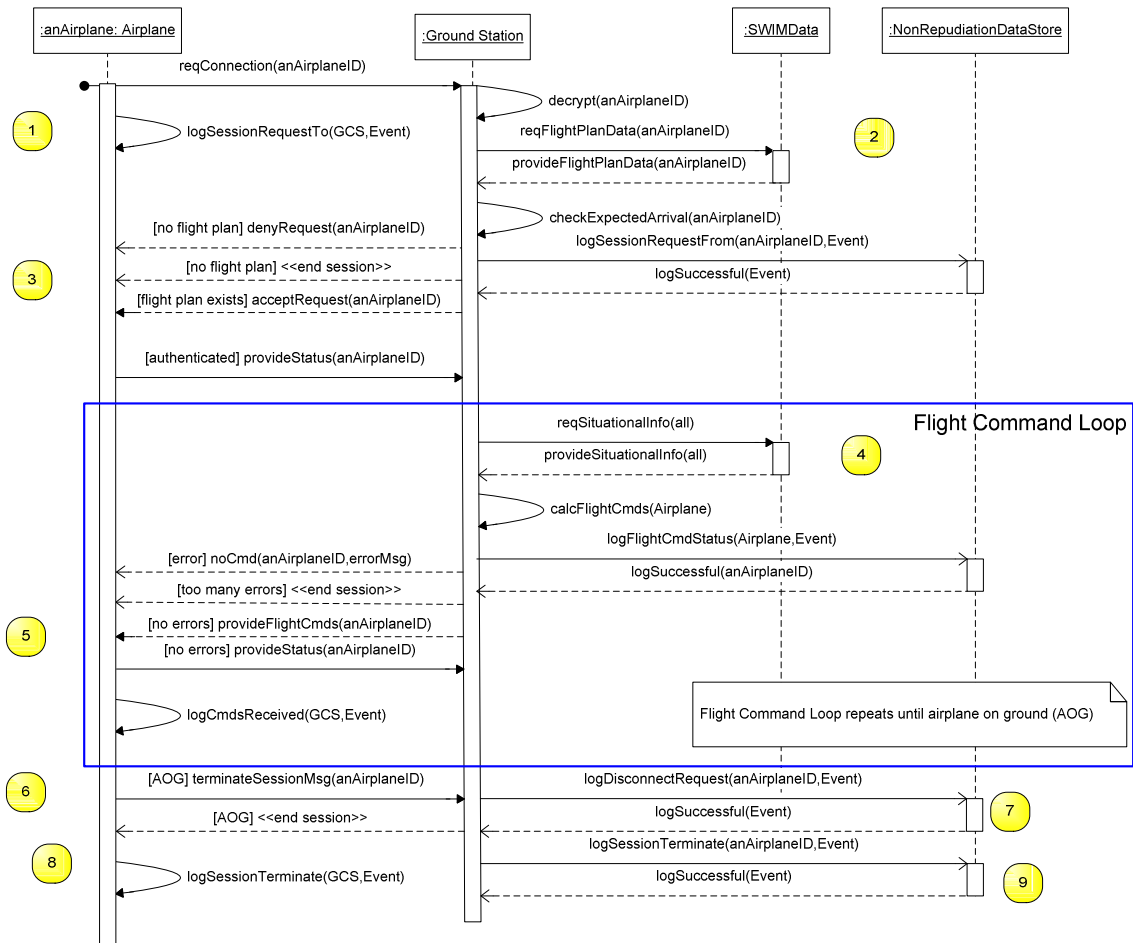 :anAirplane: Airplane
:Ground Station
:SWIMData
:NonRepudiationDataStore
reqConnection(anAirplaneID)
decrypt(anAirplaneID)
1
logSessionRequestTo(GCS,Event)
reqFlightPlanData(anAirplaneID)
2
provideFlightPlanData(anAirplaneID)
checkExpectedArrival(anAirplaneID)
[no flight plan] denyRequest(anAirplaneID)
logSessionRequestFrom(anAirplaneID,Event)
3
[no flight plan] <<end session>>
logSuccessful(Event)
[flight plan exists] acceptRequest(anAirplaneID)
[authenticated] provideStatus(anAirplaneID)
Flight Command Loop
reqSituationalInfo(all)
provideSituationalInfo(all)
4
calcFlightCmds(Airplane)
logFlightCmdStatus(Airplane,Event)
[error] noCmd(anAirplaneID,errorMsg)
logSuccessful(anAirplaneID)
[too many errors] <<end session>>
5
[no errors] provideFlightCmds(anAirplaneID)
[no errors] provideStatus(anAirplaneID)
logCmdsReceived(GCS,Event)
Flight Command Loop repeats until airplane on ground (AOG)
6
[AOG] terminateSessionMsg(anAirplaneID)
logDisconnectRequest(anAirplaneID,Event)
[AOG] <<end session>>
logSuccessful(Event)
7
logSessionTerminate(anAirplaneID,Event)
8
logSessionTerminate(GCS,Event)
logSuccessful(Event)
9